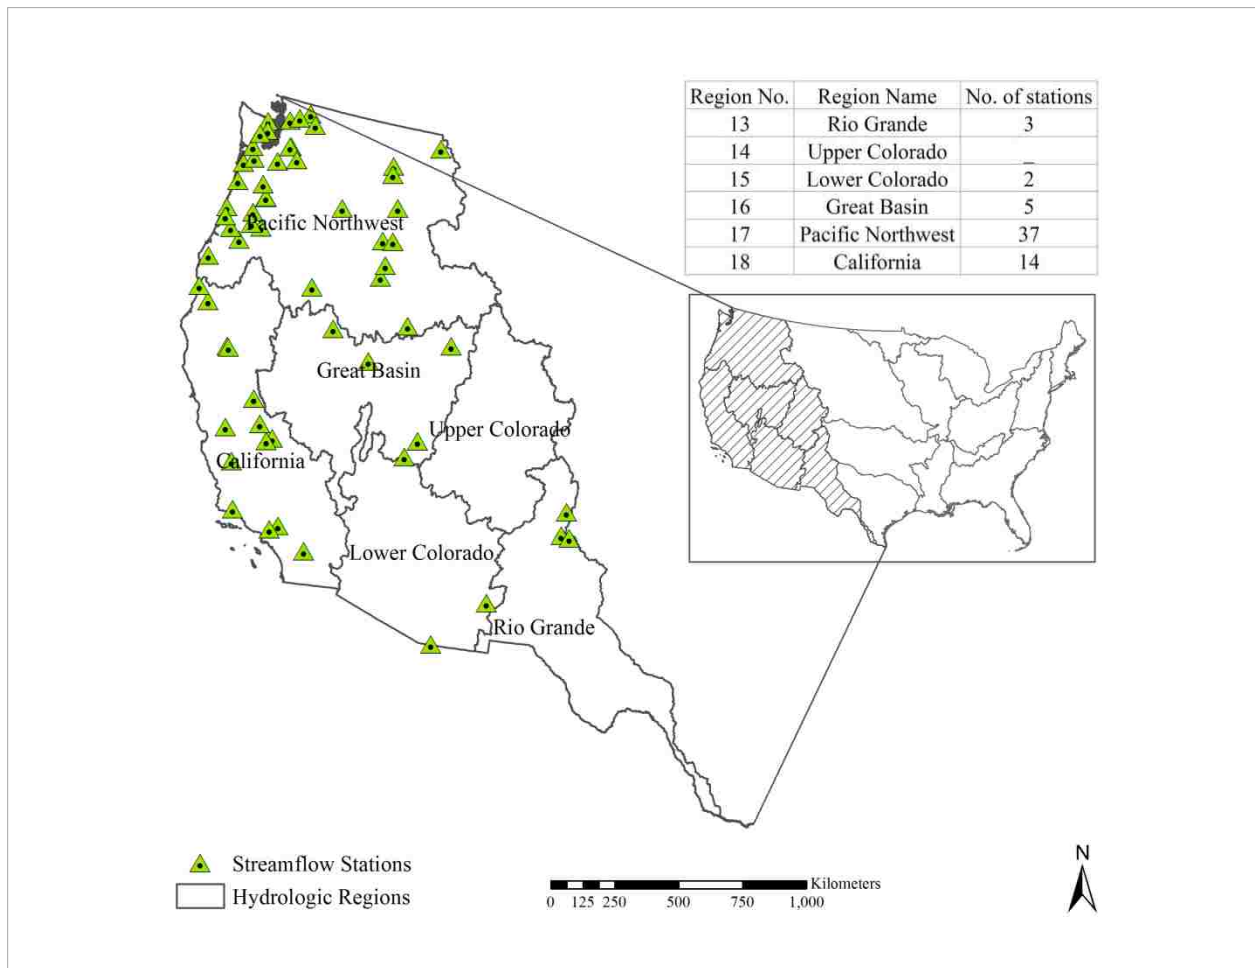 Region No. Region Name No. of stations
13 Rio Grande 3
14 Upper Colorado _
15 Lower Colorado 2
16 Great Basin 5
17 Pacific Northwest 37
18 California 14
Pacific Northwest
Great Basin
Upper Colorado
California
Lower Colorado
Rio Grande
Streamflow Stations
Hydrologic Regions
Kilometers
0 125 250 500 750 1,000
N